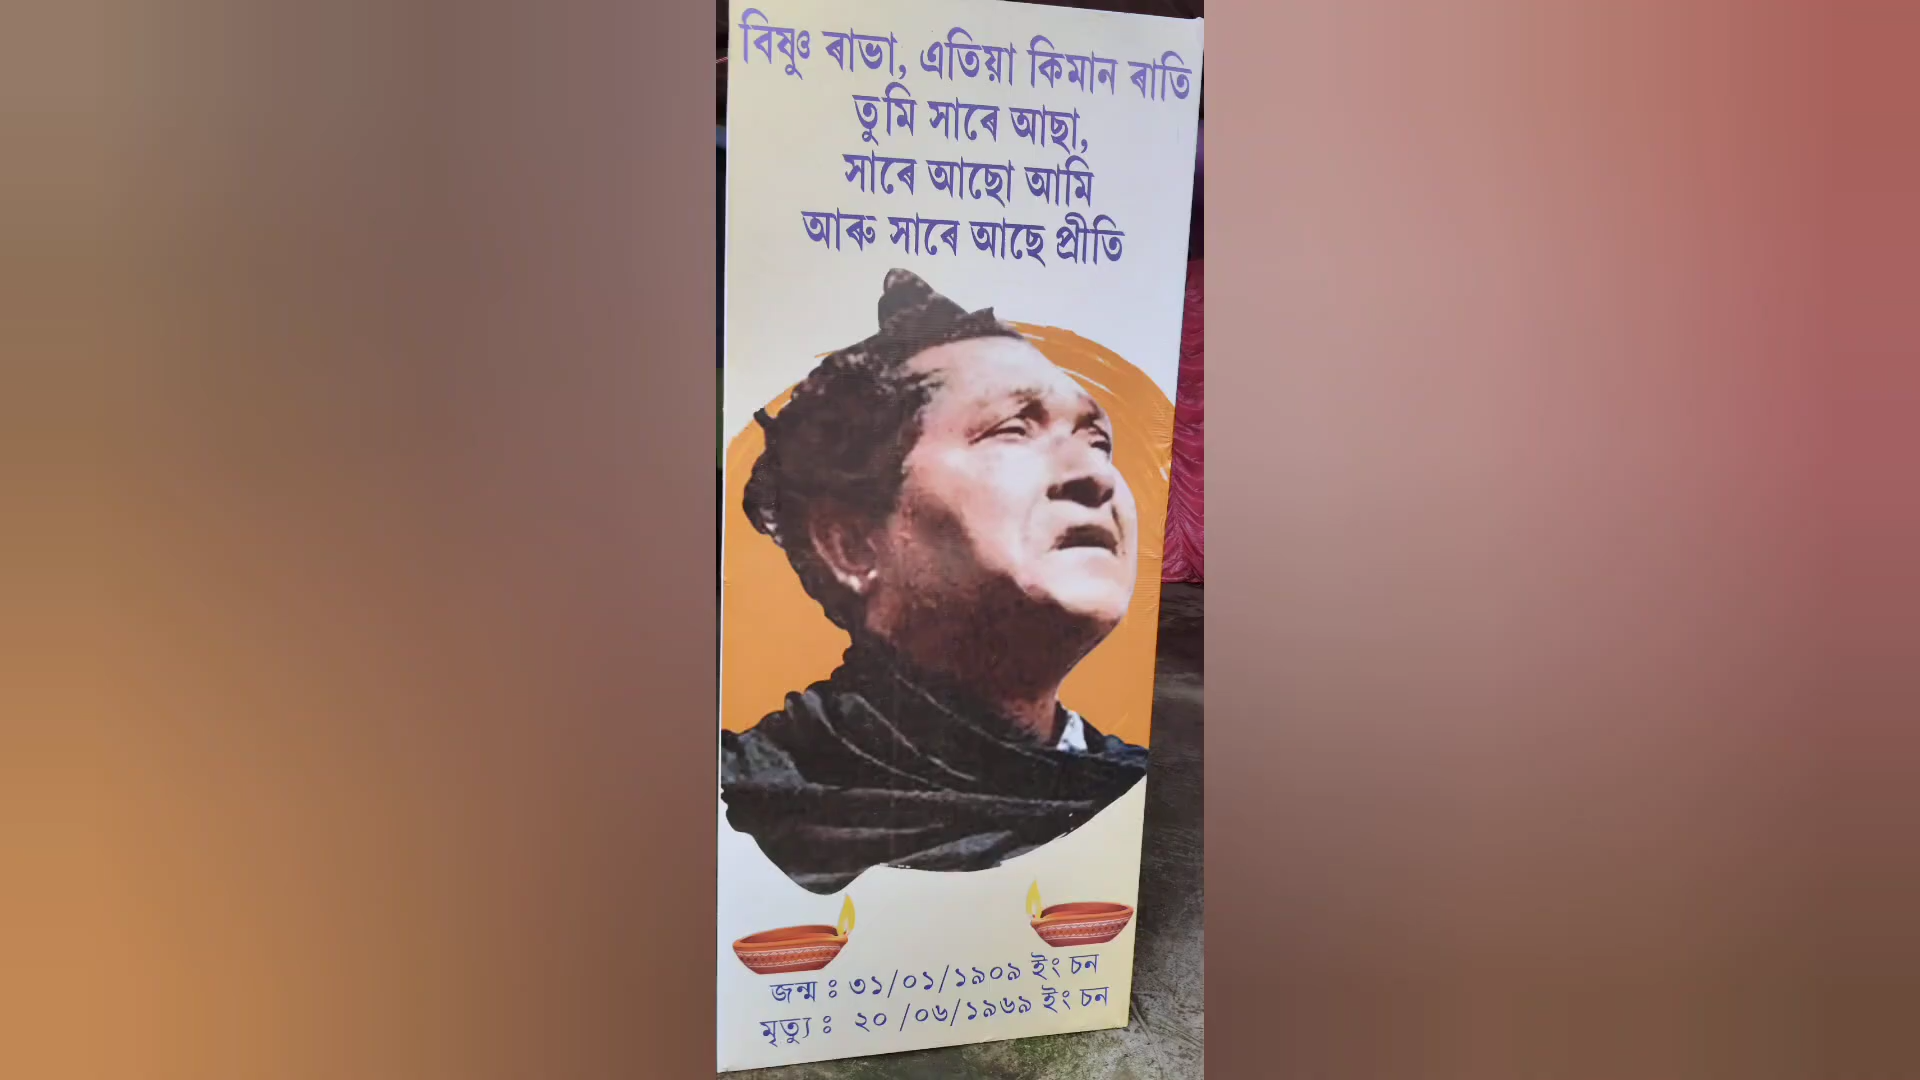 বিষ্ণু ৰাভা, এতিয়া কিমান ৰাতি
তুমি সাৰে আছা,
সাৰে আছো আমি
আৰু সাৰে আছে প্ৰীতি
জন্ম : ৩১/০১/১৯০৯ ইং চন
মৃত্যু : ২০ /০৬/১৯৬৯ ইং চন